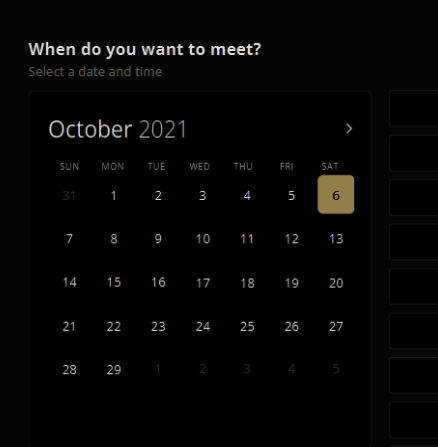 When do you want to meet?
Select a date and time
October 2021
SUN MON TUE WED THU FRI SAT
31 1 2 3 4 5 6
7 8 9 10 11 12 13
14 15 16 17 18 19 20
21 22 23 24 25 26 27
28 29 1 2 3 4 5